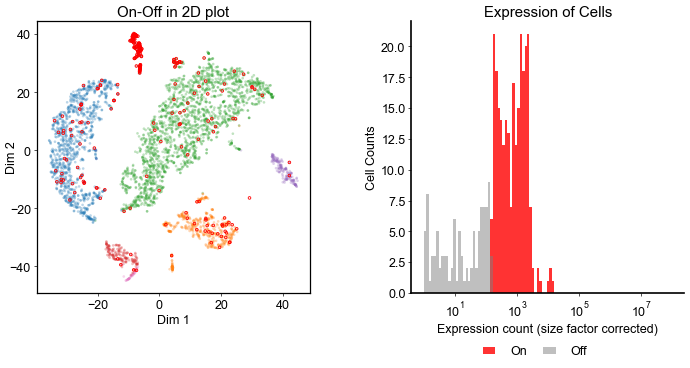 On-Off in 2D plot
Dim 2
40
20
0
−20
−40
−20
0
20
40
Dim 1
Expression of Cells
Cell Counts
20.0
17.5
15.0
12.5
10.0
7.5
5.0
2.5
0.0
10^1
10^3
10^5
10^7
Expression count (size factor corrected)
On
Off